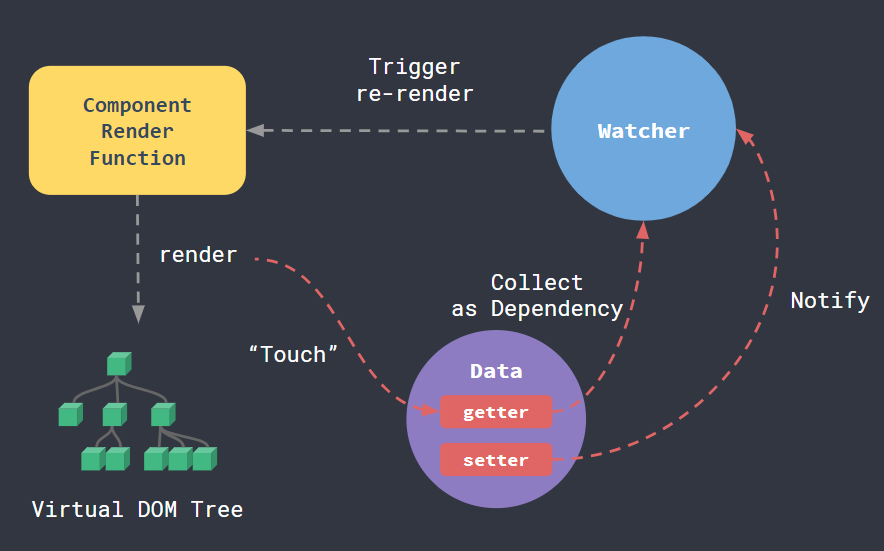 Trigger
re-render
Component
Render
Function
Watcher
render
Collect
as Dependency
Notify
“Touch”
Data
getter
setter
Virtual DOM Tree